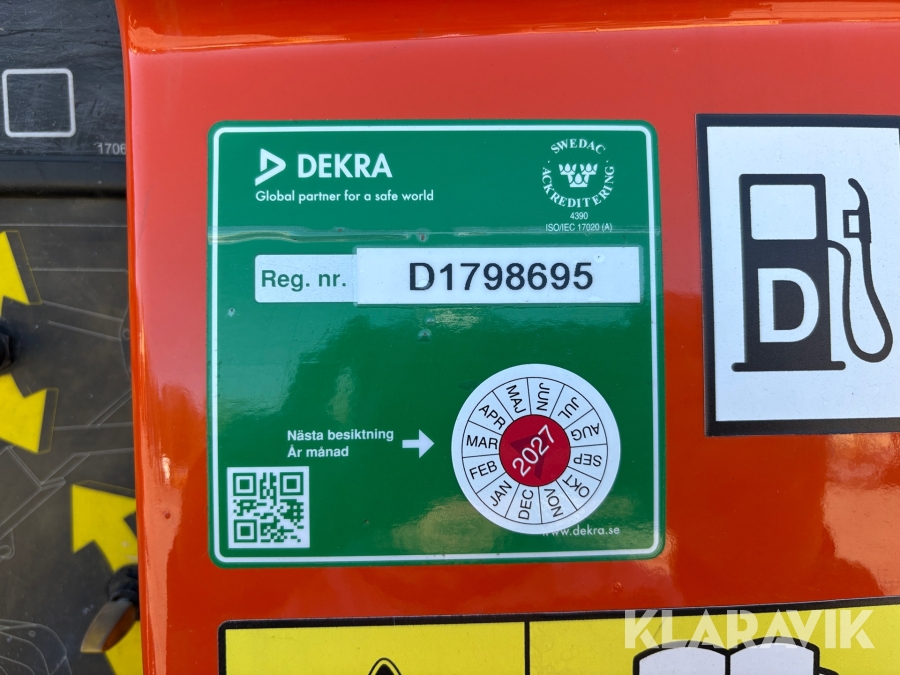 1706
DEKRA
Global partner for a safe world
SWEDAC
ACKREDITERING
4390
ISO/IEC 17020 (A)
Reg. nr.
D1798695
D
Nästa besiktning
År månad
JAN
FEB
MAR
APR
MAJ
JUN
JUL
AUG
SEP
OKT
NOV
DEC
2027
www.dekra.se
KLARAVIK